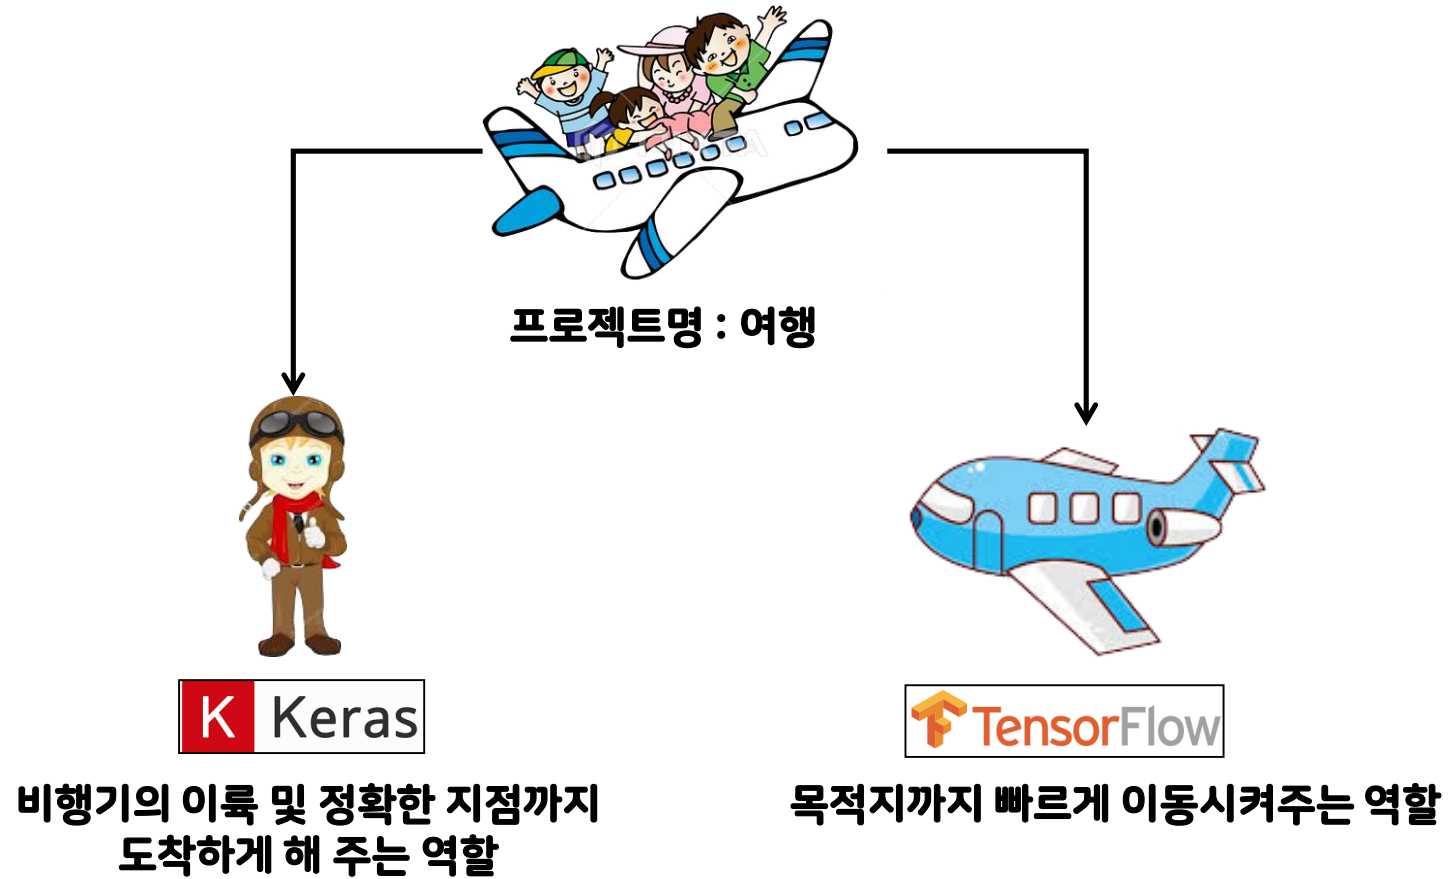 프로젝트명 : 여행
K Keras
TensorFlow
비행기의 이륙 및 정확한 지점까지
도착하게 해 주는 역할
목적지까지 빠르게 이동시켜주는 역할